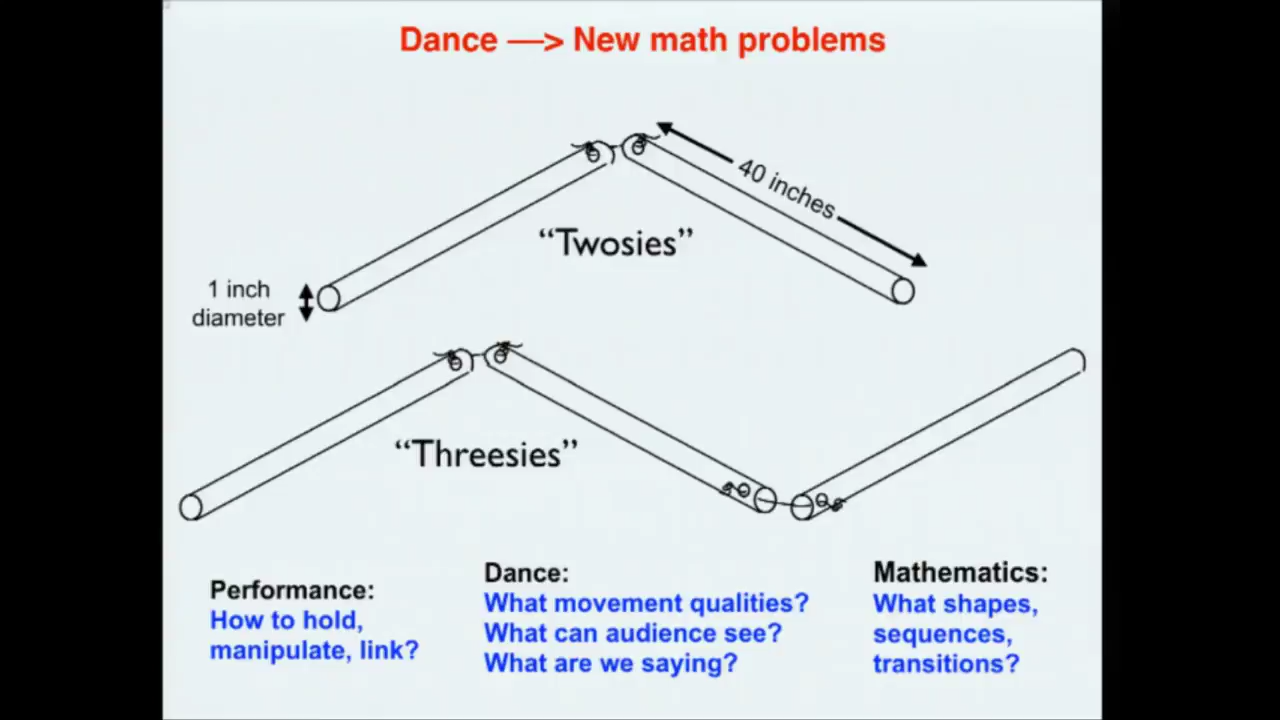 Dance —> New math problems
40 inches
“Twosies”
1 inch
diameter
“Threesies”
Performance:
How to hold,
manipulate, link?
Dance:
What movement qualities?
What can audience see?
What are we saying?
Mathematics:
What shapes,
sequences,
transitions?